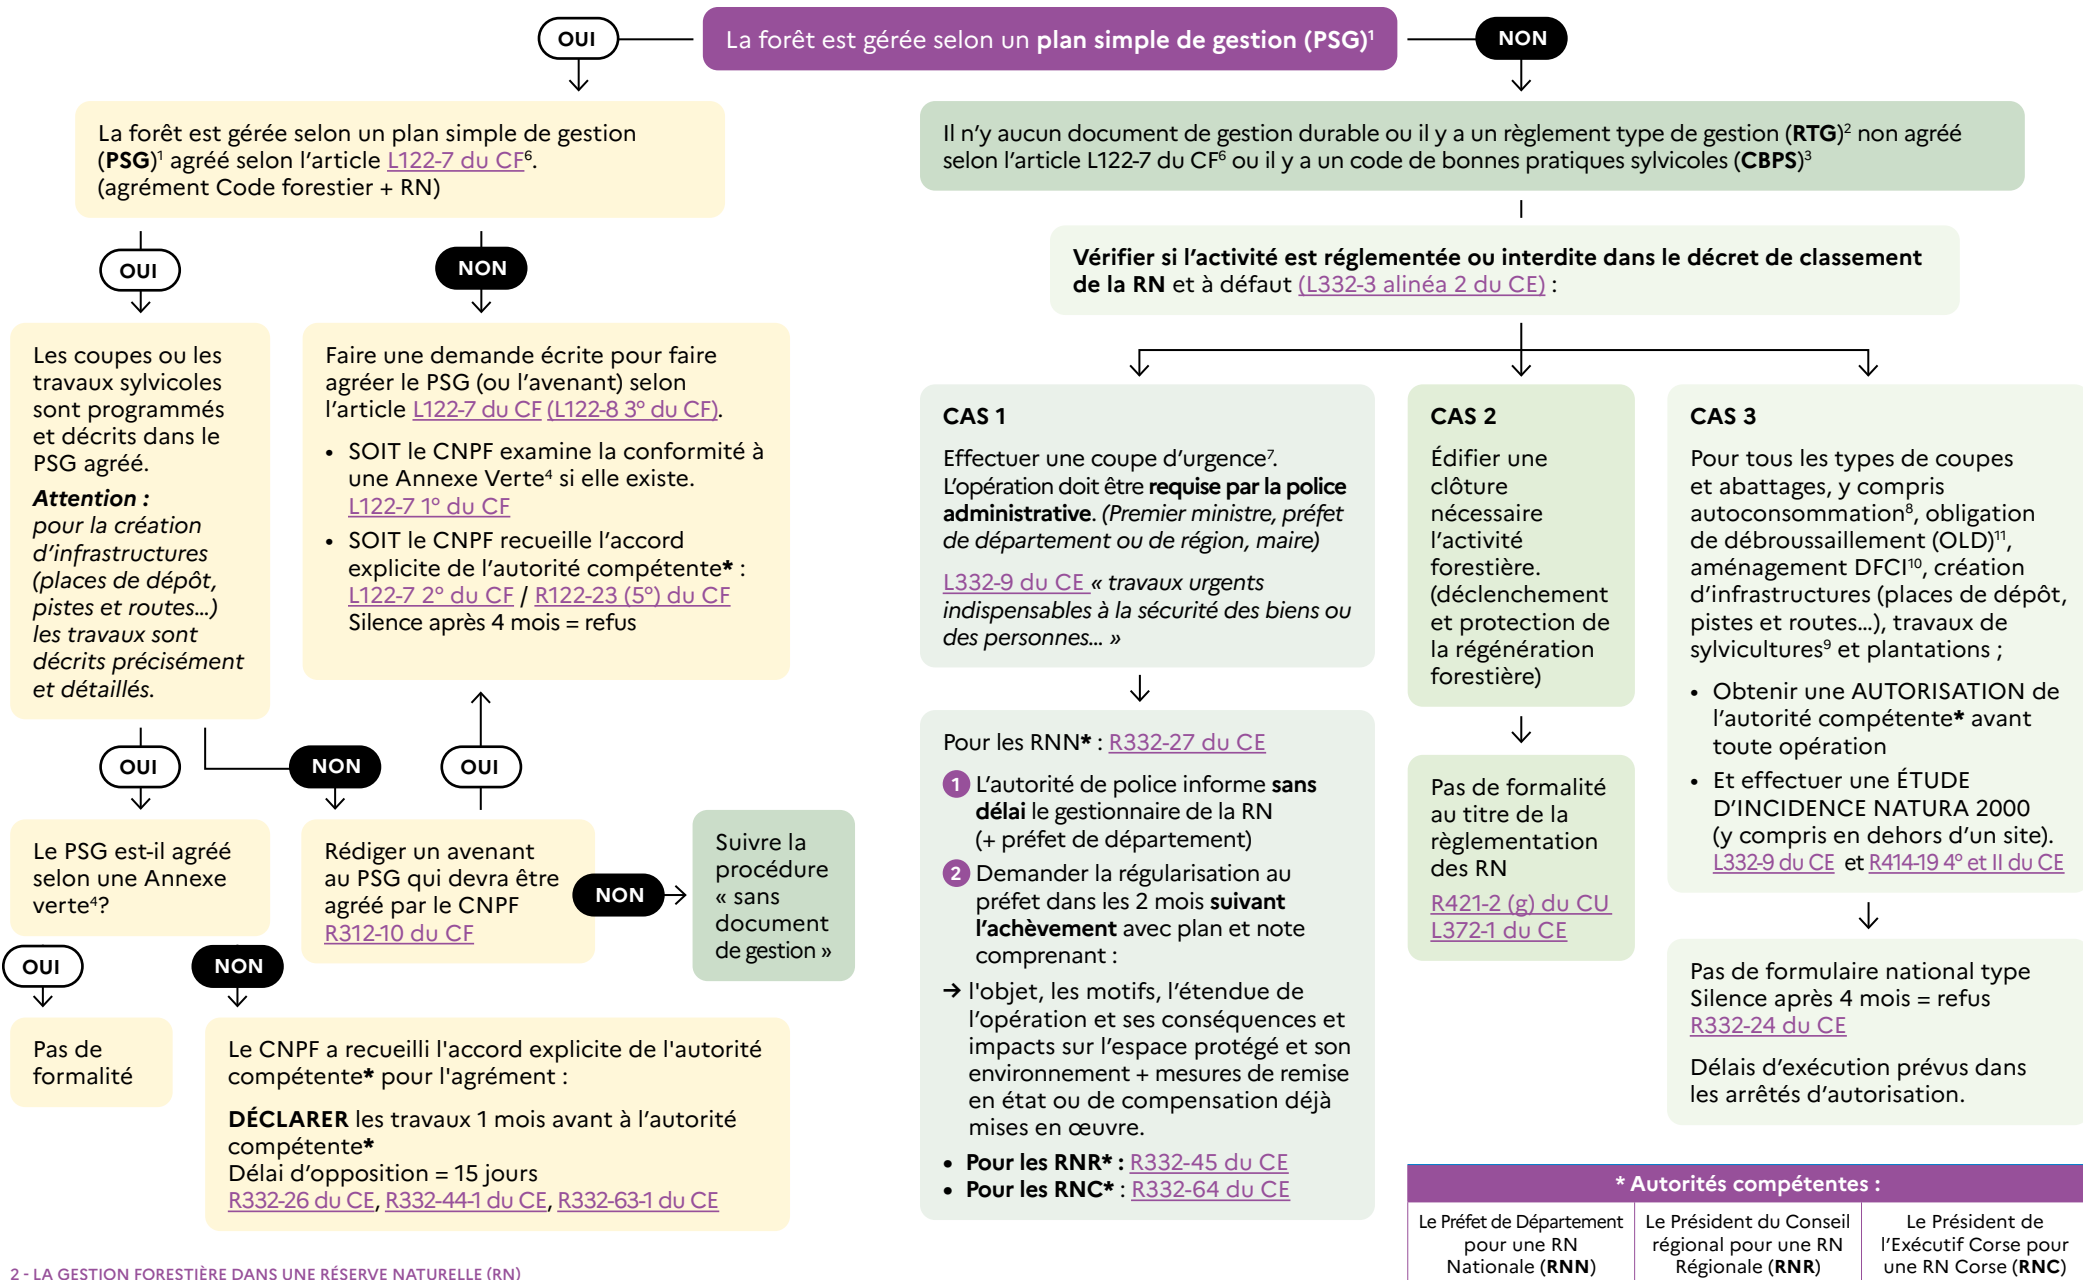 OUI
La forêt est gérée selon un plan simple de gestion (PSG)¹
NON
La forêt est gérée selon un plan simple de gestion
(PSG)¹ agréé selon l'article L122-7 du CF⁶.
(agrément Code forestier + RN)
OUI
NON
Les coupes ou les
travaux sylvicoles
sont programmés
et décrits dans le
PSG agréé.
Attention :
pour la création
d'infrastructures
(places de dépôt,
pistes et routes...)
les travaux sont
décrits précisément
et détaillés.
Faire une demande écrite pour faire
agréer le PSG (ou l'avenant) selon
l'article L122-7 du CF (L122-8 3° du CF).
• SOIT le CNPF examine la conformité à
une Annexe Verte⁴ si elle existe.
L122-7 1° du CF
• SOIT le CNPF recueille l'accord
explicite de l'autorité compétente* :
L122-7 2° du CF / R122-23 (5°) du CF
Silence après 4 mois = refus
OUI
NON
OUI
Le PSG est-il agréé
selon une Annexe
verte⁴?
Rédiger un avenant
au PSG qui devra être
agréé par le CNPF
R312-10 du CF
NON
Suivre la
procédure
« sans
document
de gestion »
OUI
NON
Pas de
formalité
Le CNPF a recueilli l'accord explicite de l'autorité
compétente* pour l'agrément :
DÉCLARER les travaux 1 mois avant à l'autorité
compétente*
Délai d'opposition = 15 jours
R332-26 du CE, R332-44-1 du CE, R332-63-1 du CE
Il n'y aucun document de gestion durable ou il y a un règlement type de gestion (RTG)² non agréé
selon l'article L122-7 du CF⁶ ou il y a un code de bonnes pratiques sylvicoles (CBPS)³
Vérifier si l'activité est réglementée ou interdite dans le décret de classement
de la RN et à défaut (L332-3 alinéa 2 du CE) :
CAS 1
Effectuer une coupe d'urgence⁷.
L'opération doit être requise par la police
administrative. (Premier ministre, préfet
de département ou de région, maire)
L332-9 du CE « travaux urgents
indispensables à la sécurité des biens ou
des personnes... »
Pour les RNN* : R332-27 du CE
1 L'autorité de police informe sans
délai le gestionnaire de la RN
(+ préfet de département)
2 Demander la régularisation au
préfet dans les 2 mois suivant
l'achèvement avec plan et note
comprenant :
→ l'objet, les motifs, l'étendue de
l'opération et ses conséquences et
impacts sur l'espace protégé et son
environnement + mesures de remise
en état ou de compensation déjà
mises en œuvre.
• Pour les RNR* : R332-45 du CE
• Pour les RNC* : R332-64 du CE
CAS 2
Édifier une
clôture
nécessaire
l'activité
forestière.
(déclenchement
et protection de
la régénération
forestière)
Pas de formalité
au titre de la
règlementation
des RN
R421-2 (g) du CU
L372-1 du CE
CAS 3
Pour tous les types de coupes
et abattages, y compris
autoconsommation⁸, obligation
de débroussaillement (OLD)¹¹,
aménagement DFCI¹⁰, création
d'infrastructures (places de dépôt,
pistes et routes...), travaux de
sylvicultures⁹ et plantations ;
• Obtenir une AUTORISATION de
l'autorité compétente* avant
toute opération
• Et effectuer une ÉTUDE
D'INCIDENCE NATURA 2000
(y compris en dehors d'un site).
L332-9 du CE et R414-19 4° et II du CE
Pas de formulaire national type
Silence après 4 mois = refus
R332-24 du CE
Délais d'exécution prévus dans
les arrêtés d'autorisation.
* Autorités compétentes :
Le Préfet de Département
pour une RN
Nationale (RNN)
Le Président du Conseil
régional pour une RN
Régionale (RNR)
Le Président de
l'Exécutif Corse pour
une RN Corse (RNC)
2 - LA GESTION FORESTIÈRE DANS UNE RÉSERVE NATURELLE (RN)